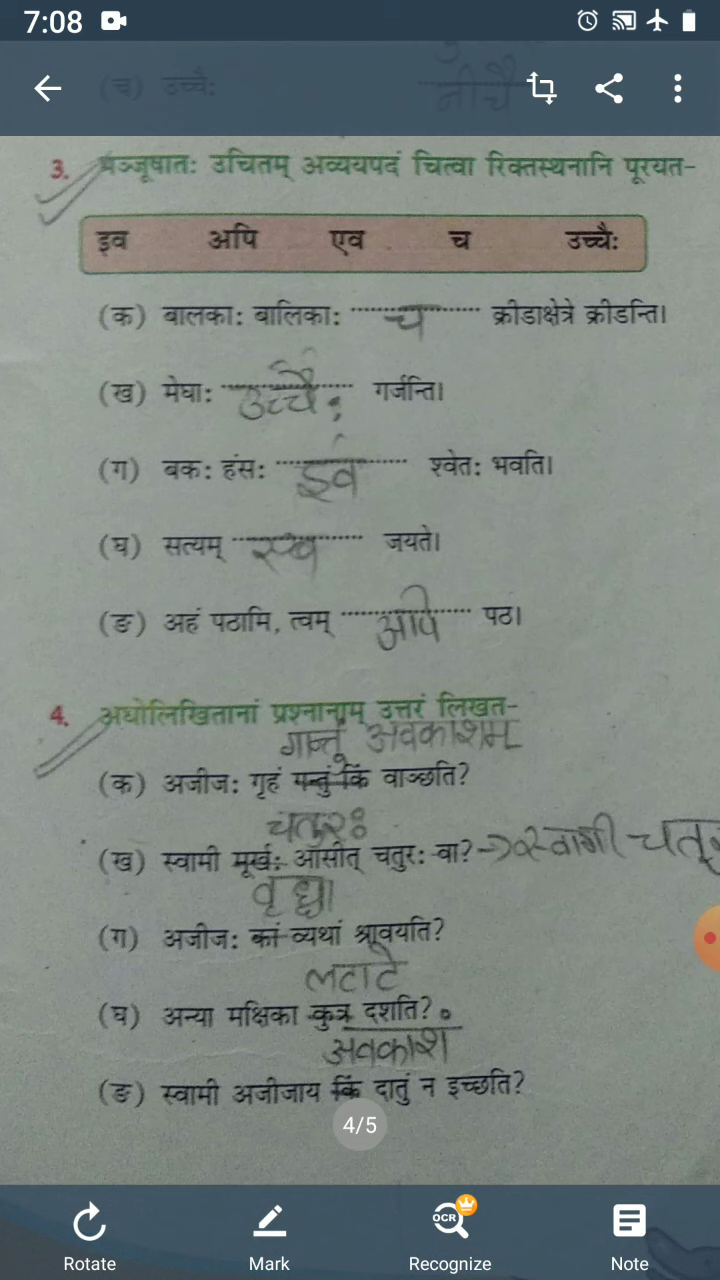 7:08
(च) उच्चैः
नीचै
3. मञ्जूषातः उचितम् अव्ययपदं चित्वा रिक्तस्थनानि पूरयत-
इव अपि एव च उच्चैः
(क) बालकाः बालिकाः च क्रीडाक्षेत्रे क्रीडन्ति।
(ख) मेघाः उच्चैः गर्जन्ति।
(ग) बकः हंसः इव श्वेतः भवति।
(घ) सत्यम् जयते।
(ङ) अहं पठामि, त्वम् अपि पठ।
4. अधोलिखितानां प्रश्नानाम् उत्तरं लिखत-
गन्तुं अवकाशम्
(क) अजीजः गृहं गन्तुं किं वाञ्छति?
चतुरः
(ख) स्वामी मूर्खः आसीत् चतुरः वा? → स्वामी चतुर
वृद्धा
(ग) अजीजः कां व्यथां श्रावयति?
ललाटे
(घ) अन्या मक्षिका कुत्र दशति?
अवकाशं
(ङ) स्वामी अजीजाय किं दातुं न इच्छति?
4/5
Rotate Mark OCR Recognize Note